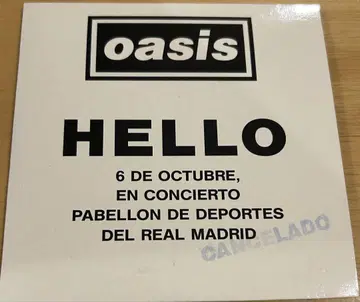 oasis
HELLO
6 DE OCTUBRE,
EN CONCIERTO
PABELLON DE DEPORTES
DEL REAL MADRID
CANCELADO